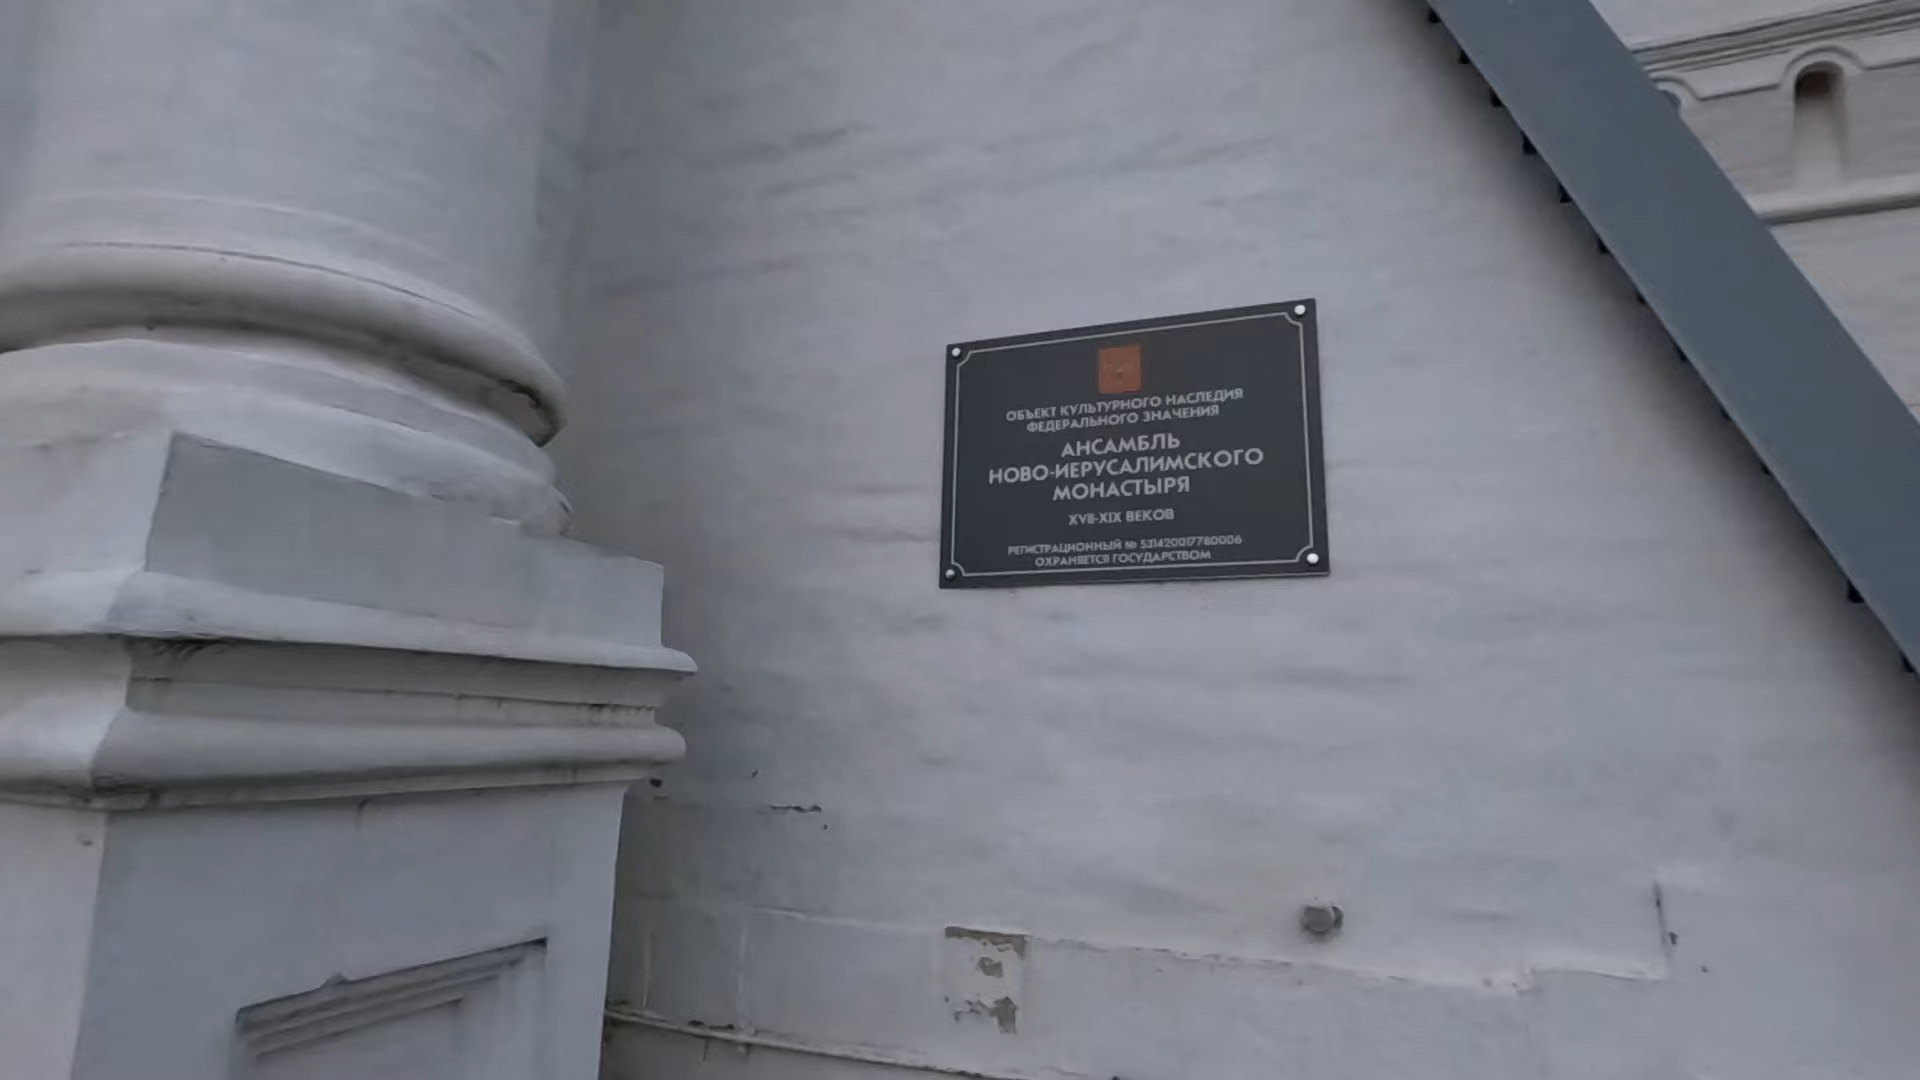 ОБЪЕКТ КУЛЬТУРНОГО НАСЛЕДИЯ
ФЕДЕРАЛЬНОГО ЗНАЧЕНИЯ
АНСАМБЛЬ
НОВО-ИЕРУСАЛИМСКОГО
МОНАСТЫРЯ
XVII-XIX ВЕКОВ
РЕГИСТРАЦИОННЫЙ № 531420017780006
ОХРАНЯЕТСЯ ГОСУДАРСТВОМ